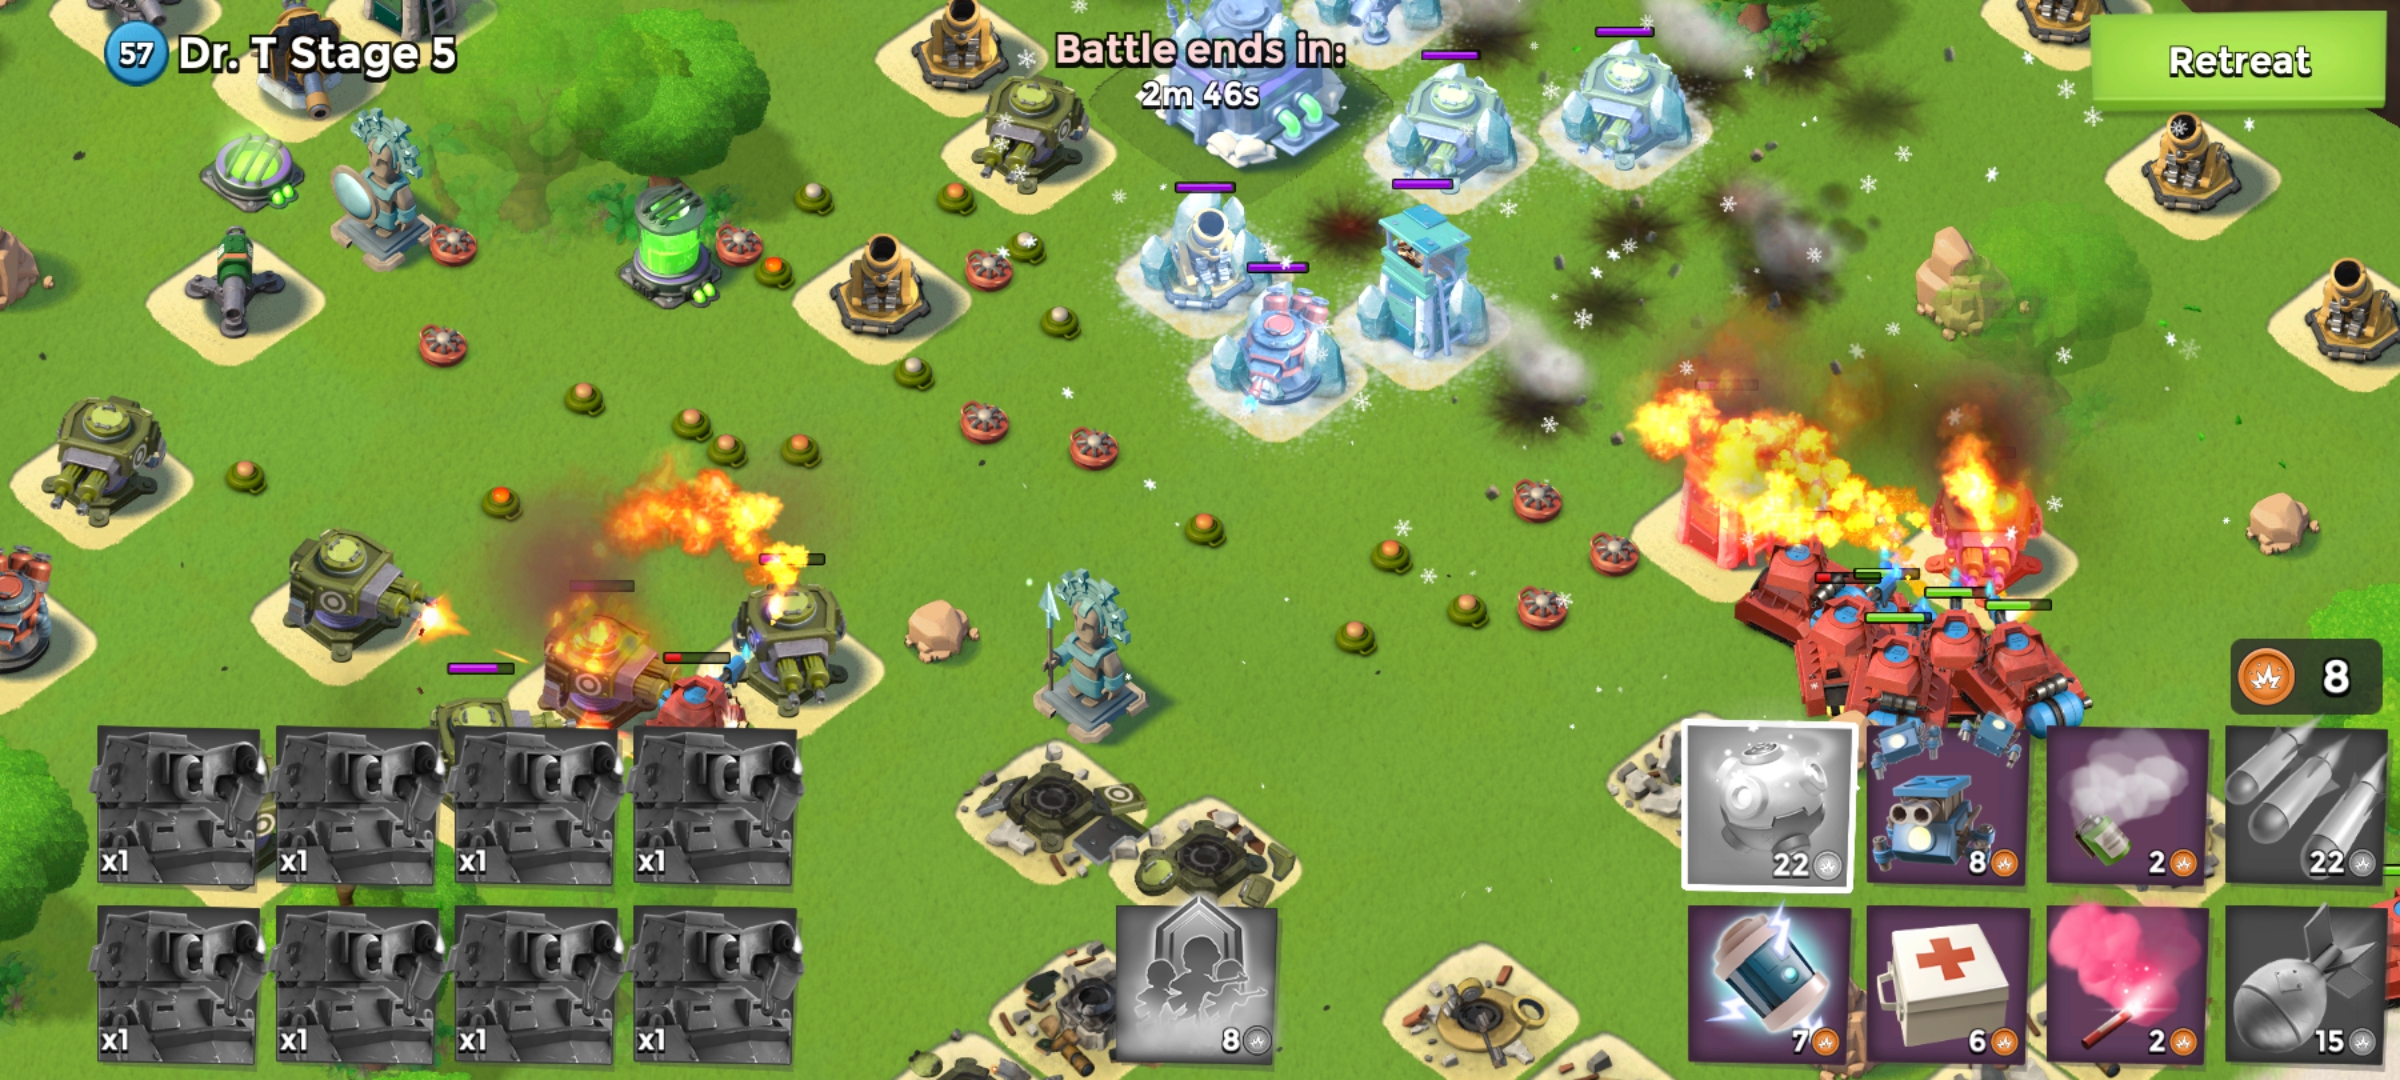 57 Dr. T Stage 5
Battle ends in:
2m 46s
Retreat
8
x1 x1 x1 x1
22 8 2 22
x1 x1 x1 x1
8
7 6 2 15